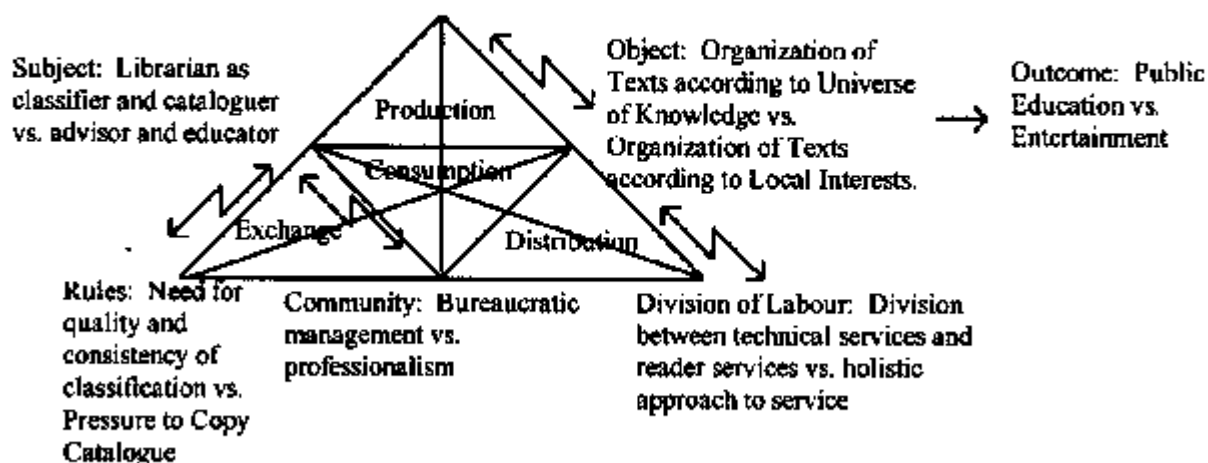 Subject: Librarian as
classifier and cataloguer
vs. advisor and educator
Production
Consumption
Exchange
Distribution
Object: Organization of
Texts according to Universe
of Knowledge vs.
Organization of Texts
according to Local Interests.
Outcome: Public
Education vs.
Entertainment
Rules: Need for
quality and
consistency of
classification vs.
Pressure to Copy
Catalogue
Community: Bureaucratic
management vs.
professionalism
Division of Labour: Division
between technical services and
reader services vs. holistic
approach to service